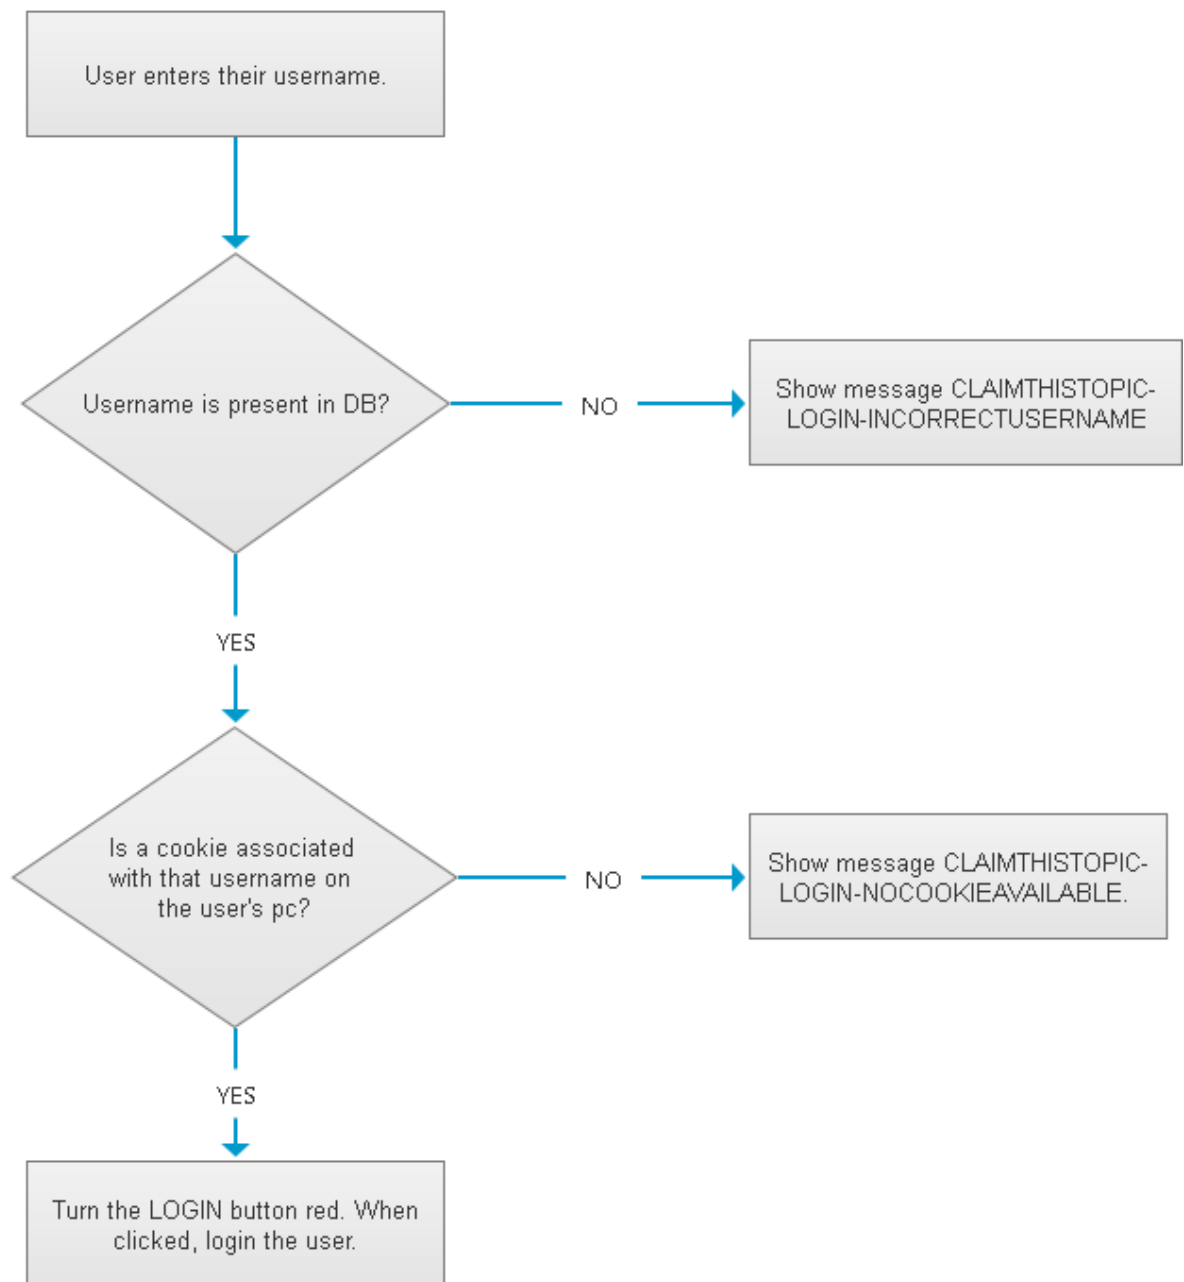 User enters their username.
Username is present in DB?
NO
Show message CLAIMTHISTOPIC-
LOGIN-INCORRECTUSERNAME
YES
Is a cookie associated
with that username on
the user's pc?
NO
Show message CLAIMTHISTOPIC-
LOGIN-NOCOOKIEAVAILABLE.
YES
Turn the LOGIN button red. When
clicked, login the user.